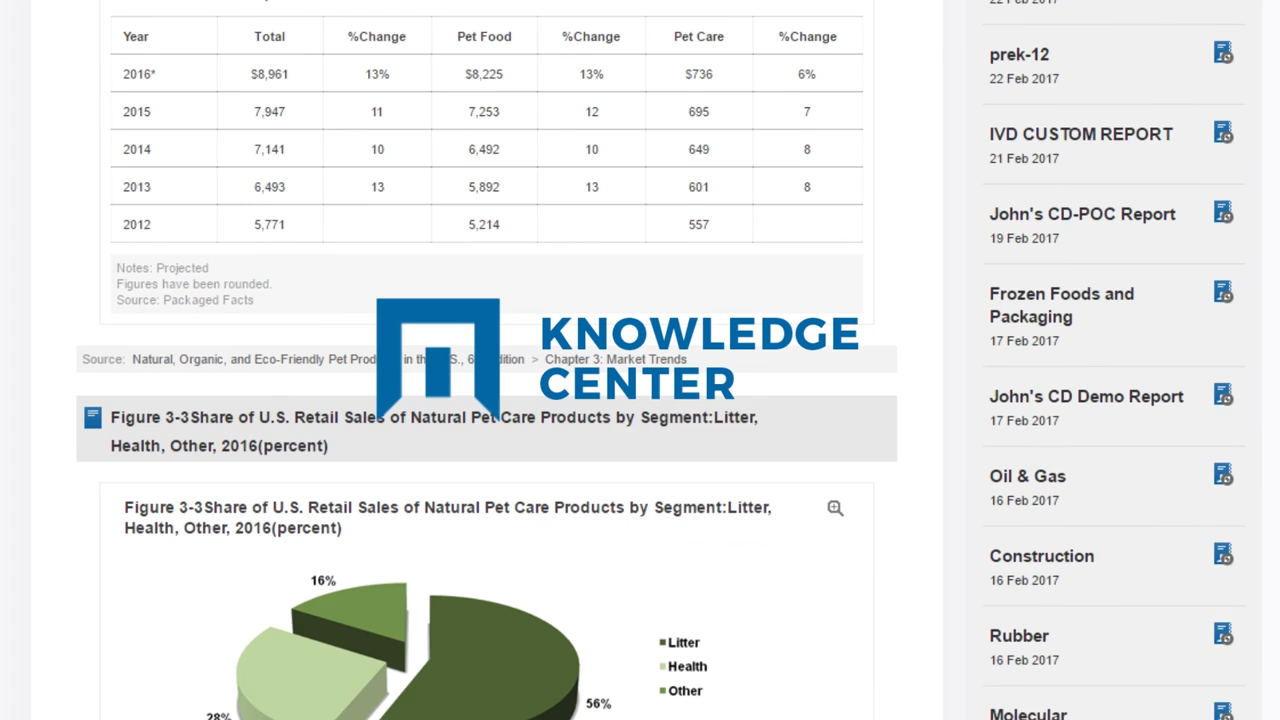 Year Total %Change Pet Food %Change Pet Care %Change
2016* $8,961 13% $8,225 13% $736 6%
2015 7,947 11 7,253 12 695 7
2014 7,141 10 6,492 10 649 8
2013 6,493 13 5,892 13 601 8
2012 5,771 5,214 557
Notes: Projected
Figures have been rounded.
Source: Packaged Facts
KNOWLEDGE
CENTER
Source: Natural, Organic, and Eco-Friendly Pet in the edition > Chapter 3: Market Trends
Figure 3-3Share of U.S. Retail Sales of Natural Pet Care Products by Segment:Litter,
Health, Other, 2016(percent)
Figure 3-3Share of U.S. Retail Sales of Natural Pet Care Products by Segment:Litter,
Health, Other, 2016(percent)
16%
Litter
Health
Other
56%
28%
22 Feb 2017
prek-12
22 Feb 2017
IVD CUSTOM REPORT
21 Feb 2017
John's CD-POC Report
19 Feb 2017
Frozen Foods and
Packaging
17 Feb 2017
John's CD Demo Report
17 Feb 2017
Oil & Gas
16 Feb 2017
Construction
16 Feb 2017
Rubber
16 Feb 2017
Molecular